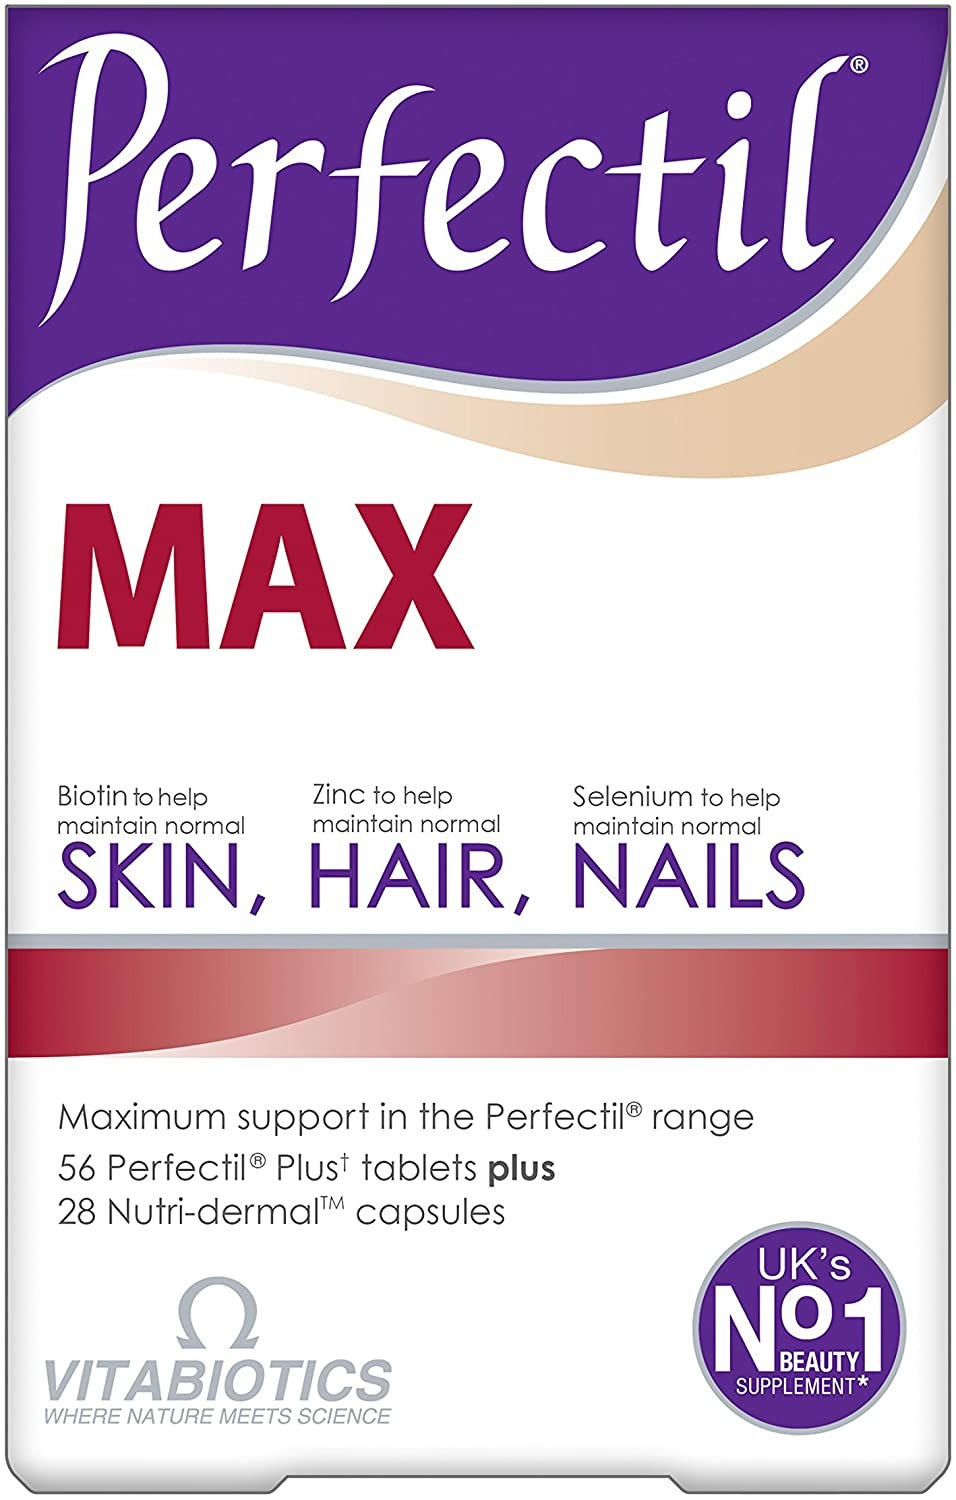 Perfectil®
MAX
Biotin to help
maintain normal
SKIN,
Zinc to help
maintain normal
HAIR,
Selenium to help
maintain normal
NAILS
Maximum support in the Perfectil® range
56 Perfectil® Plus† tablets plus
28 Nutri-dermal™ capsules
VITABIOTICS
WHERE NATURE MEETS SCIENCE
UK's
No1
BEAUTY
SUPPLEMENT*